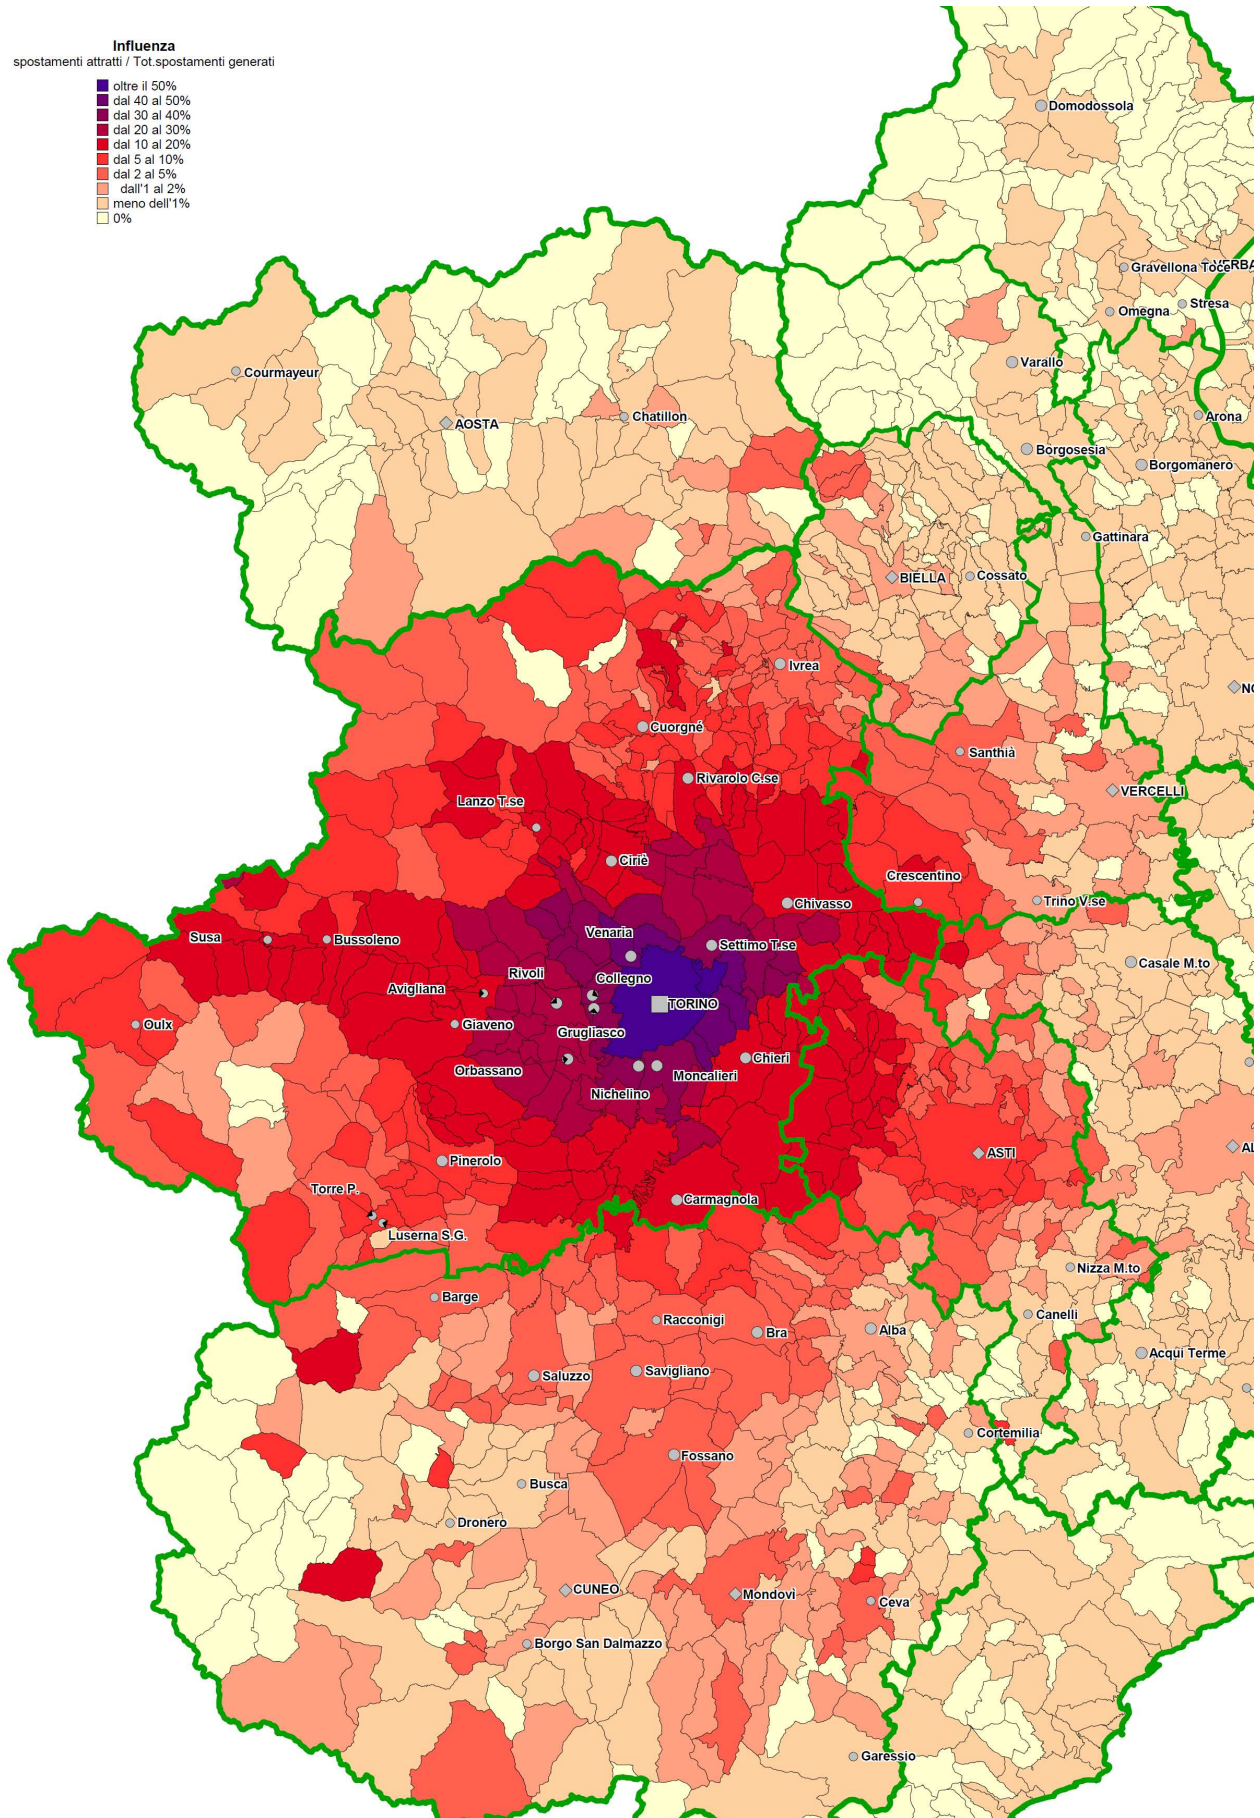 Influenza
spostamenti attratti / Tot.spostamenti generati
oltre il 50%
dal 40 al 50%
dal 30 al 40%
dal 20 al 30%
dal 10 al 20%
dal 5 al 10%
dal 2 al 5%
dall'1 al 2%
meno dell'1%
0%
Domodossola
Gravellona Toce
VERBA
Stresa
Omegna
Varallo
Courmayeur
Arona
Chatillon
AOSTA
Borgosesia
Borgomanero
Gattinara
BIELLA
Cossato
Ivrea
NO
Cuorgnè
Santhià
Rivarolo C.se
VERCELLI
Lanzo T.se
Ciriè
Crescentino
Trino V.se
Chivasso
Venaria
Susa
Bussoleno
Settimo T.se
Casale M.to
Rivoli
Collegno
Avigliana
TORINO
Oulx
Giaveno
Grugliasco
Chieri
Orbassano
Moncalieri
Nichelino
AL
ASTI
Pinerolo
Torre P.
Carmagnola
Luserna S.G.
Nizza M.to
Barge
Canelli
Racconigi
Bra
Alba
Acqui Terme
Savigliano
Saluzzo
Cortemilia
Fossano
Busca
Dronero
CUNEO
Mondovì
Ceva
Borgo San Dalmazzo
Garessio